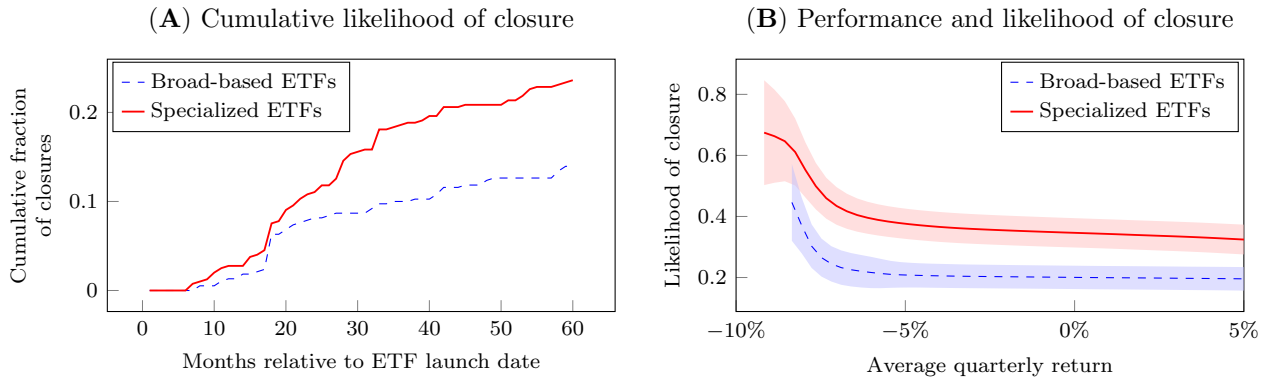 (A) Cumulative likelihood of closure
Cumulative fraction
of closures
0.2
0.1
0
Broad-based ETFs
Specialized ETFs
0 10 20 30 40 50 60
Months relative to ETF launch date
(B) Performance and likelihood of closure
Likelihood of closure
0.8
0.6
0.4
0.2
Broad-based ETFs
Specialized ETFs
−10% −5% 0% 5%
Average quarterly return